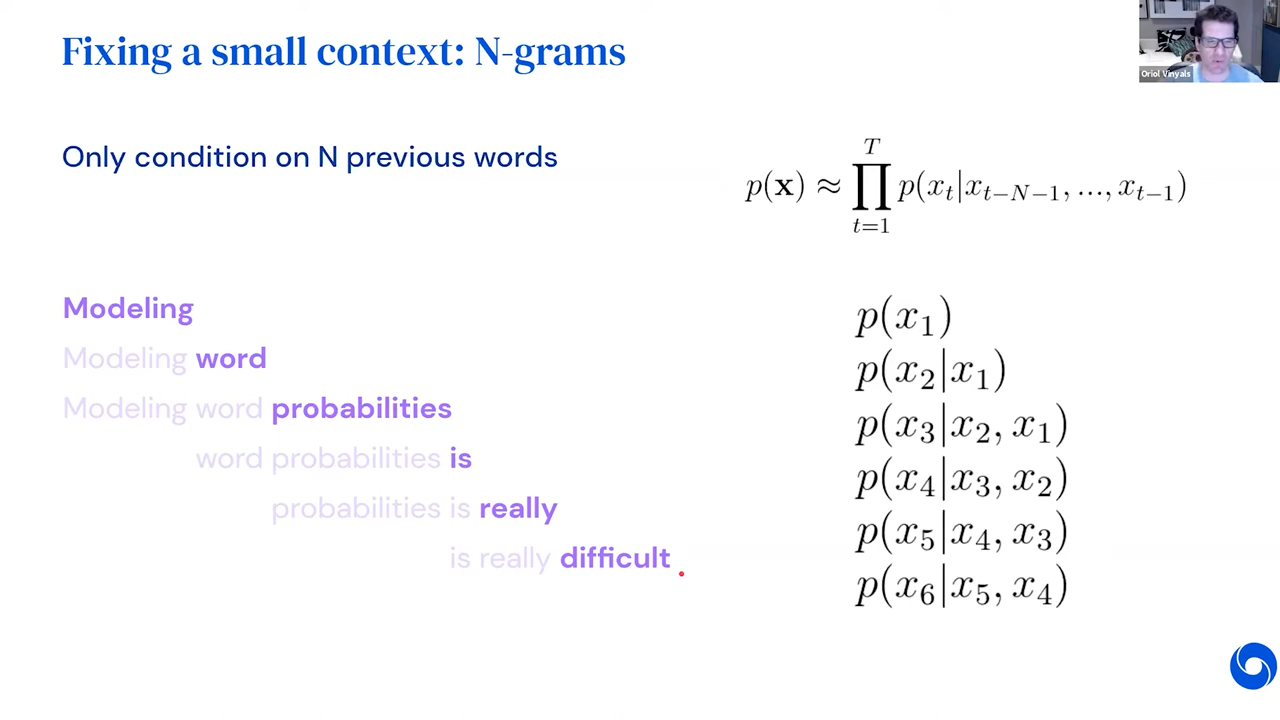 Fixing a small context: N-grams
Oriol Vinyals
Only condition on N previous words
p(x) ≈ ∏_{t=1}^{T} p(x_t|x_{t−N−1}, ..., x_{t−1})
Modeling
p(x_1)
Modeling word
p(x_2|x_1)
Modeling word probabilities
p(x_3|x_2, x_1)
word probabilities is
p(x_4|x_3, x_2)
probabilities is really
p(x_5|x_4, x_3)
is really difficult
p(x_6|x_5, x_4)